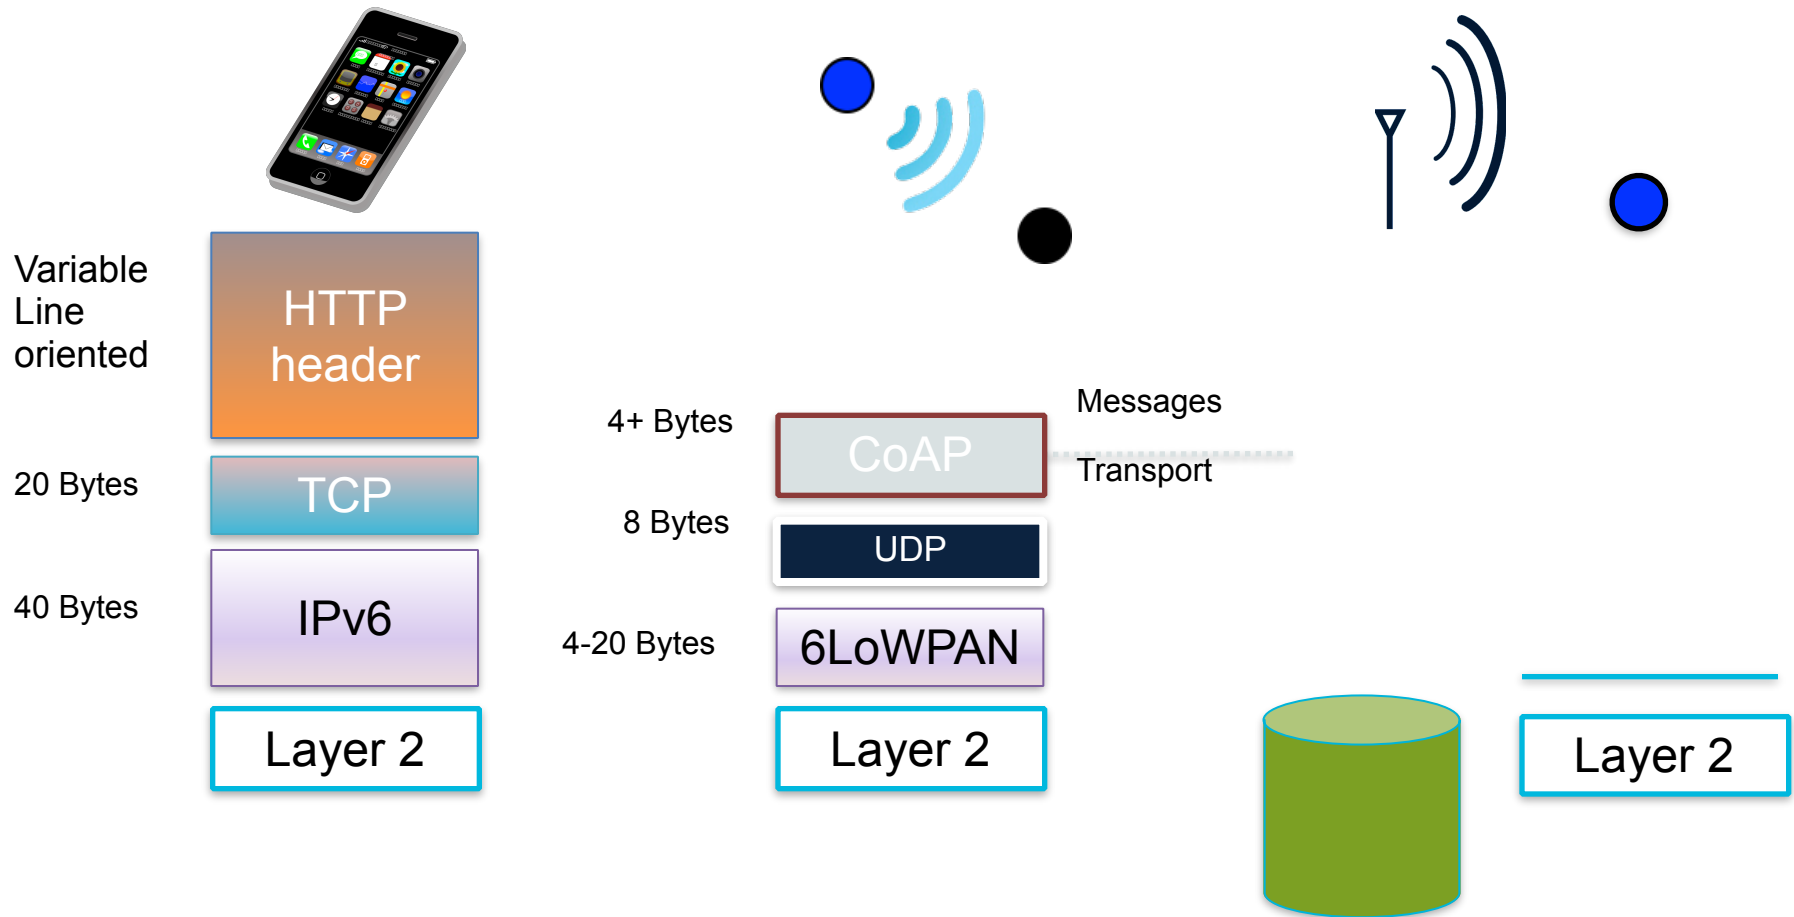 Variable
Line
oriented
HTTP
header
20 Bytes
TCP
40 Bytes
IPv6
Layer 2
4+ Bytes
CoAP
Messages
Transport
8 Bytes
UDP
4-20 Bytes
6LoWPAN
Layer 2
Layer 2